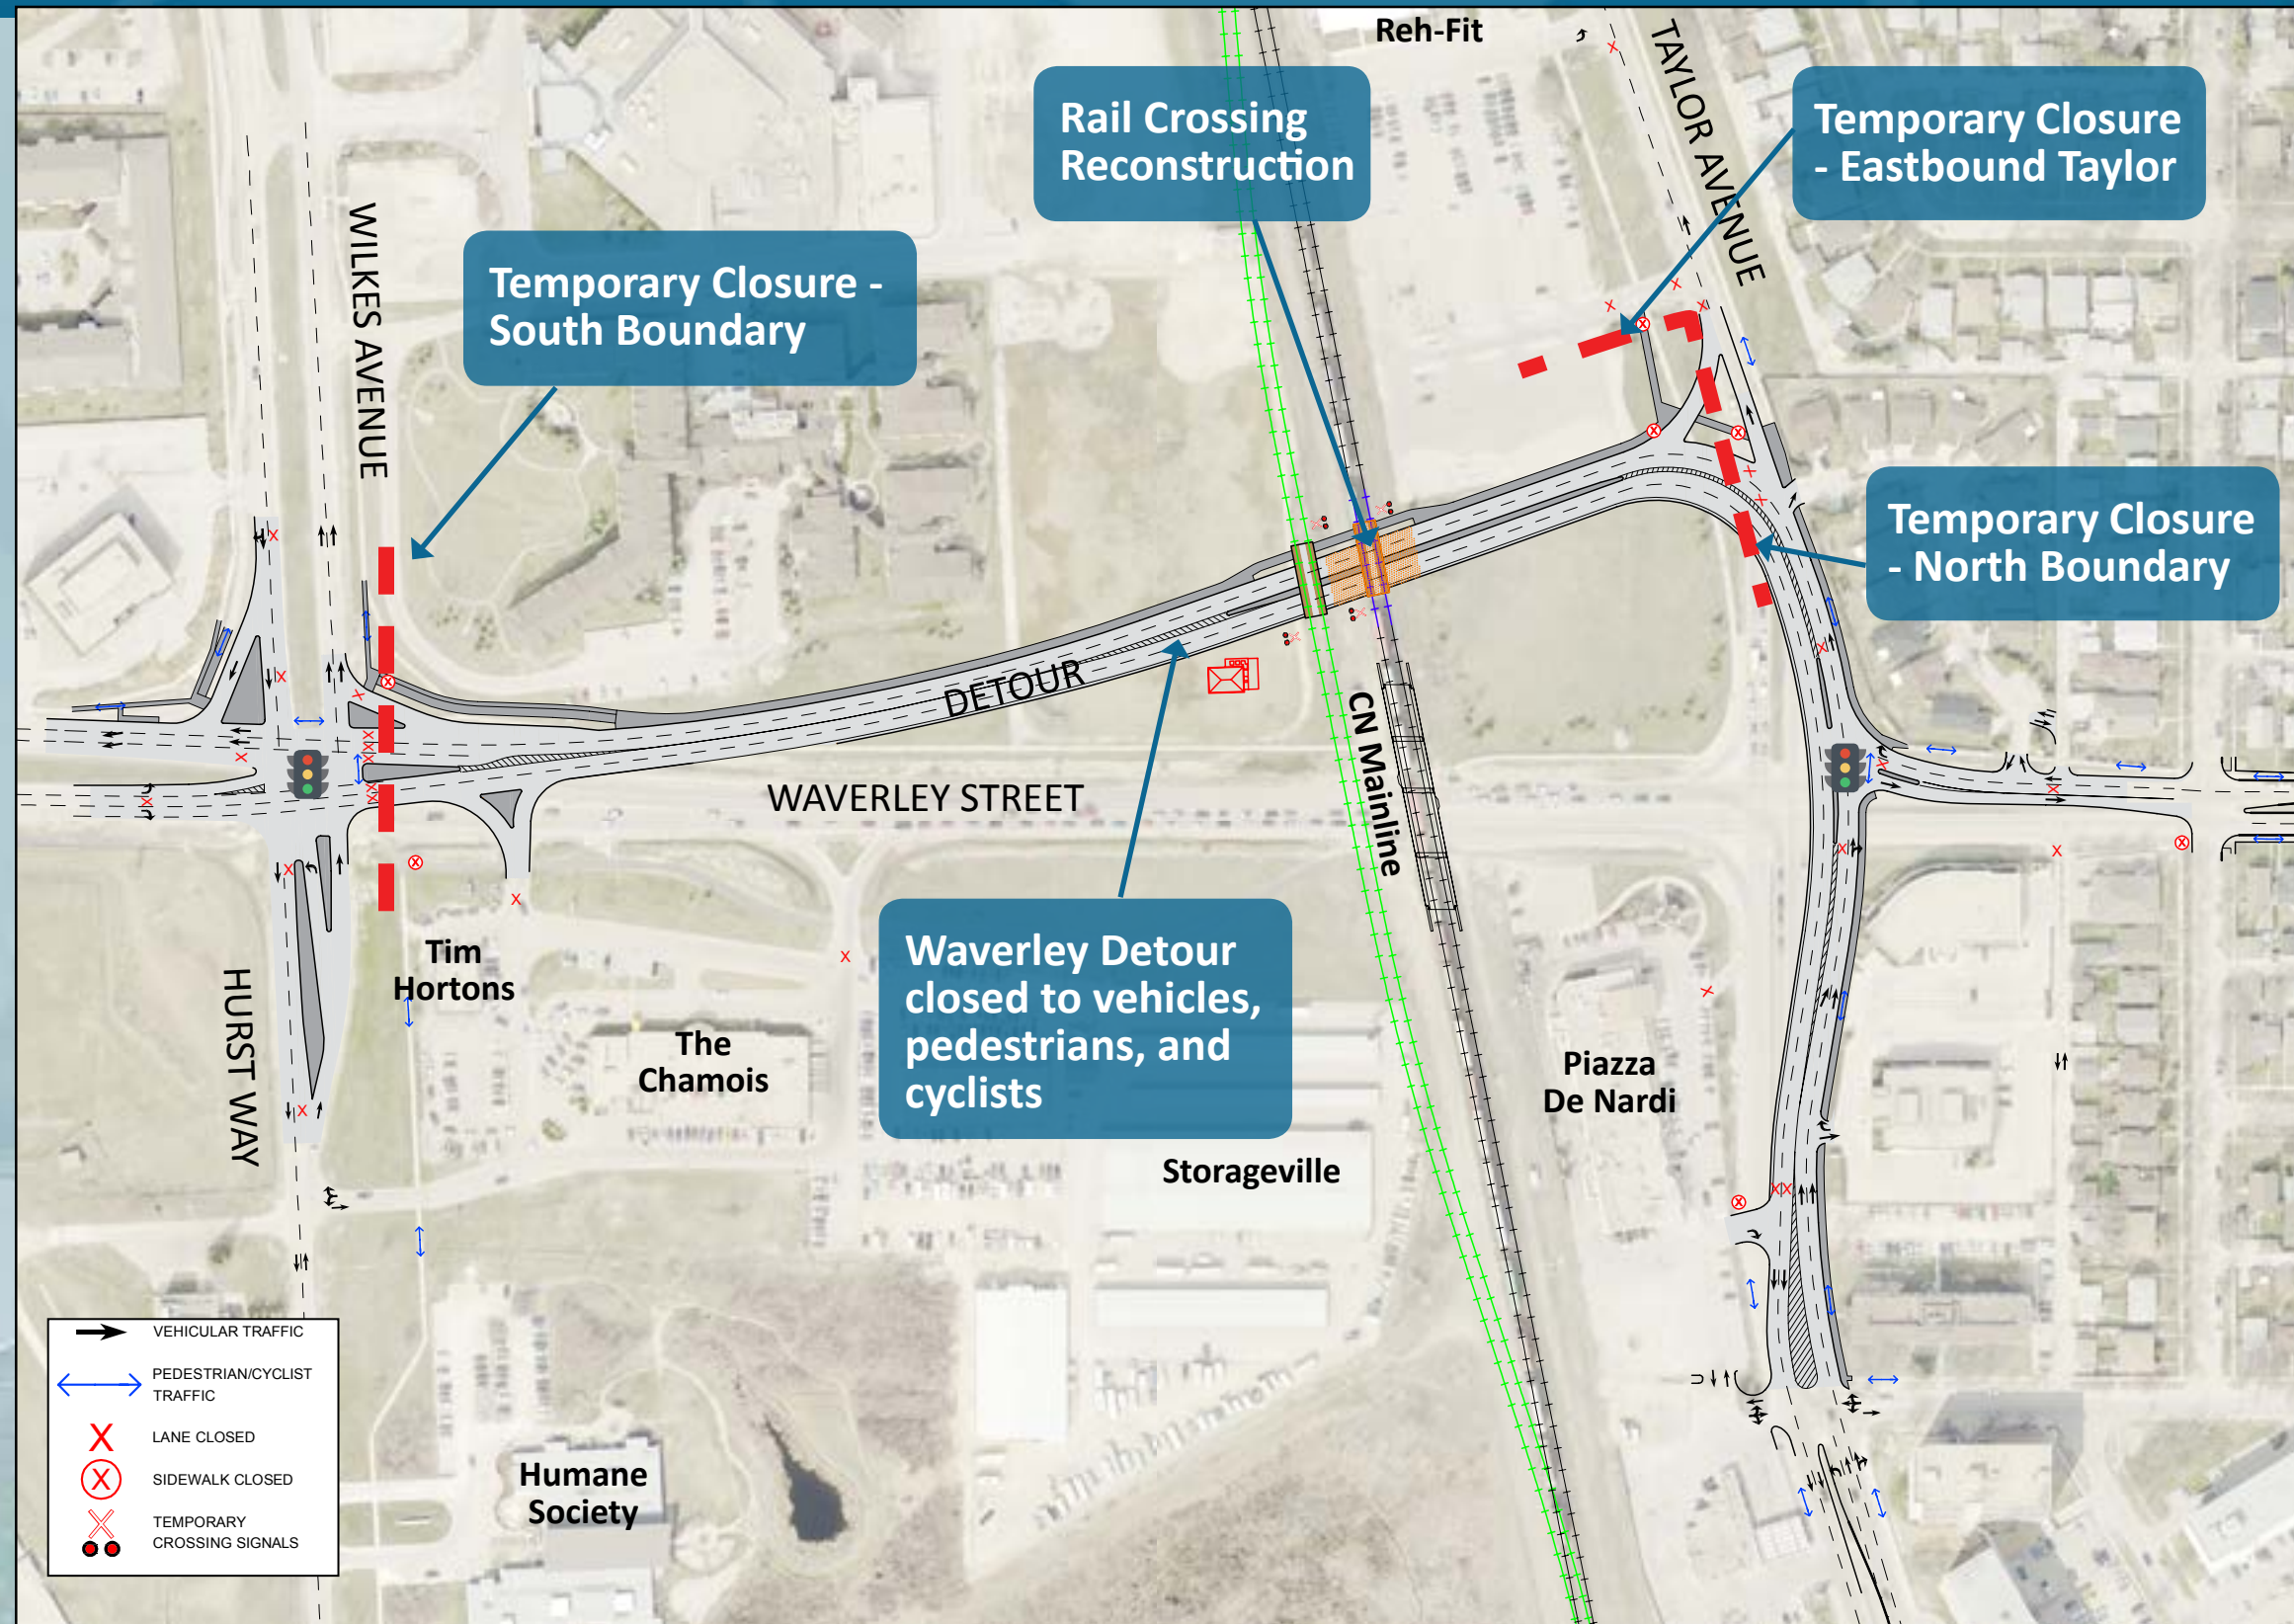 Reh-Fit
TAYLOR AVENUE
Rail Crossing
Reconstruction
Temporary Closure
- Eastbound Taylor
WILKES AVENUE
Temporary Closure -
South Boundary
Temporary Closure
- North Boundary
DETOUR
CN Mainline
WAVERLEY STREET
Waverley Detour
closed to vehicles,
pedestrians, and
cyclists
Tim
Hortons
HURST WAY
The
Chamois
Piazza
De Nardi
Storageville
Humane
Society
VEHICULAR TRAFFIC
PEDESTRIAN/CYCLIST
TRAFFIC
X LANE CLOSED
X SIDEWALK CLOSED
TEMPORARY
CROSSING SIGNALS